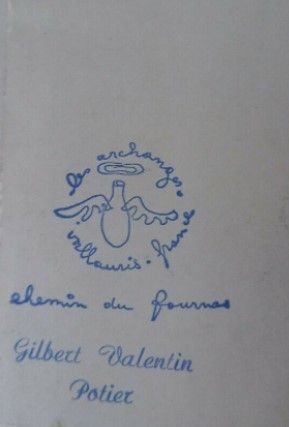 les archanges
vallauris. france
chemin du fournas
Gilbert Valentin
Potier